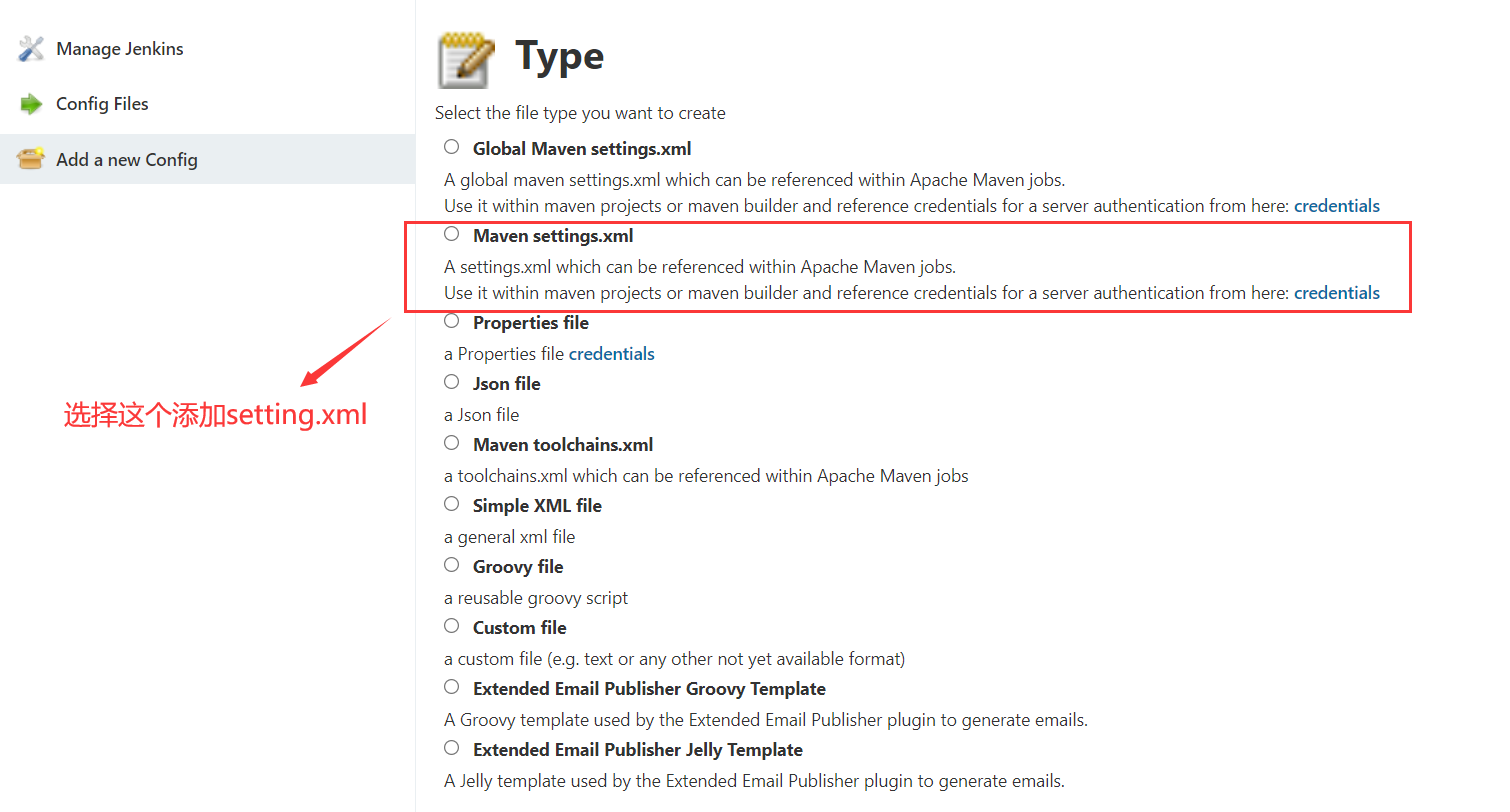 Manage Jenkins
Config Files
Add a new Config
Type
Select the file type you want to create
Global Maven settings.xml
A global maven settings.xml which can be referenced within Apache Maven jobs.
Use it within maven projects or maven builder and reference credentials for a server authentication from here: credentials
Maven settings.xml
A settings.xml which can be referenced within Apache Maven jobs.
Use it within maven projects or maven builder and reference credentials for a server authentication from here: credentials
Properties file
a Properties file credentials
Json file
a Json file
选择这个添加setting.xml
Maven toolchains.xml
a toolchains.xml which can be referenced within Apache Maven jobs
Simple XML file
a general xml file
Groovy file
a reusable groovy script
Custom file
a custom file (e.g. text or any other not yet available format)
Extended Email Publisher Groovy Template
A Groovy template used by the Extended Email Publisher plugin to generate emails.
Extended Email Publisher Jelly Template
A Jelly template used by the Extended Email Publisher plugin to generate emails.